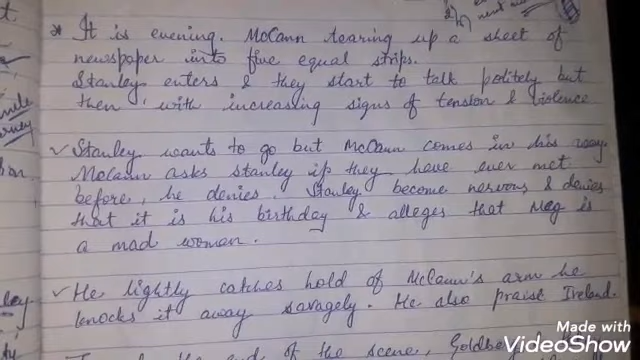 * It is evening. McCann tearing up a sheet of
newspaper into five equal strips.
Stanley enters & they start to talk politely but
then, with increasing signs of tension & violence
✓ Stanley wants to go but McCann comes in his way
McCann asks Stanley if they have ever met
before, he denies. Stanley become nervous & denies
that it is his birthday & alleges that Meg is
a mad woman.
✓ He lightly catches hold of McCann's arm he
knocks it away savagely. He also praise Ireland.
end of the scene,
Made with
VideoShow